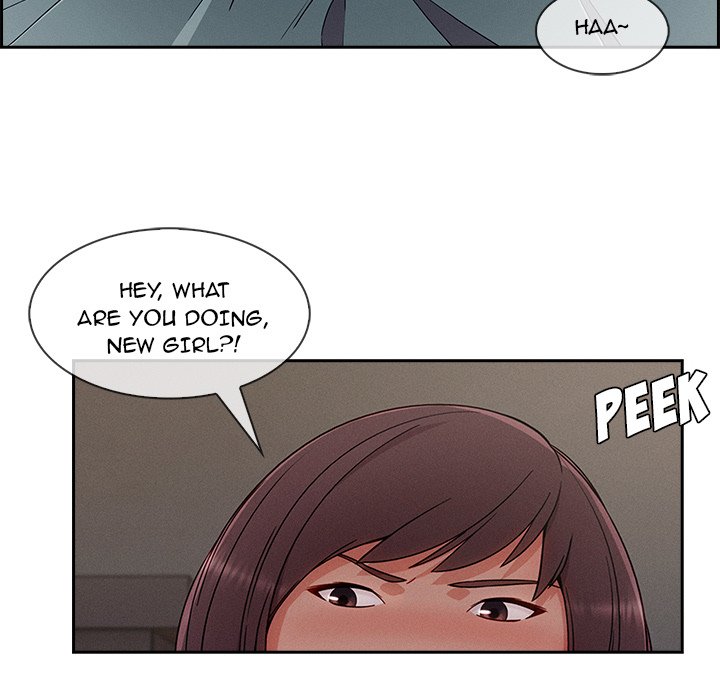 HAA~
HEY, WHAT
ARE YOU DOING,
NEW GIRL?!
PEEK